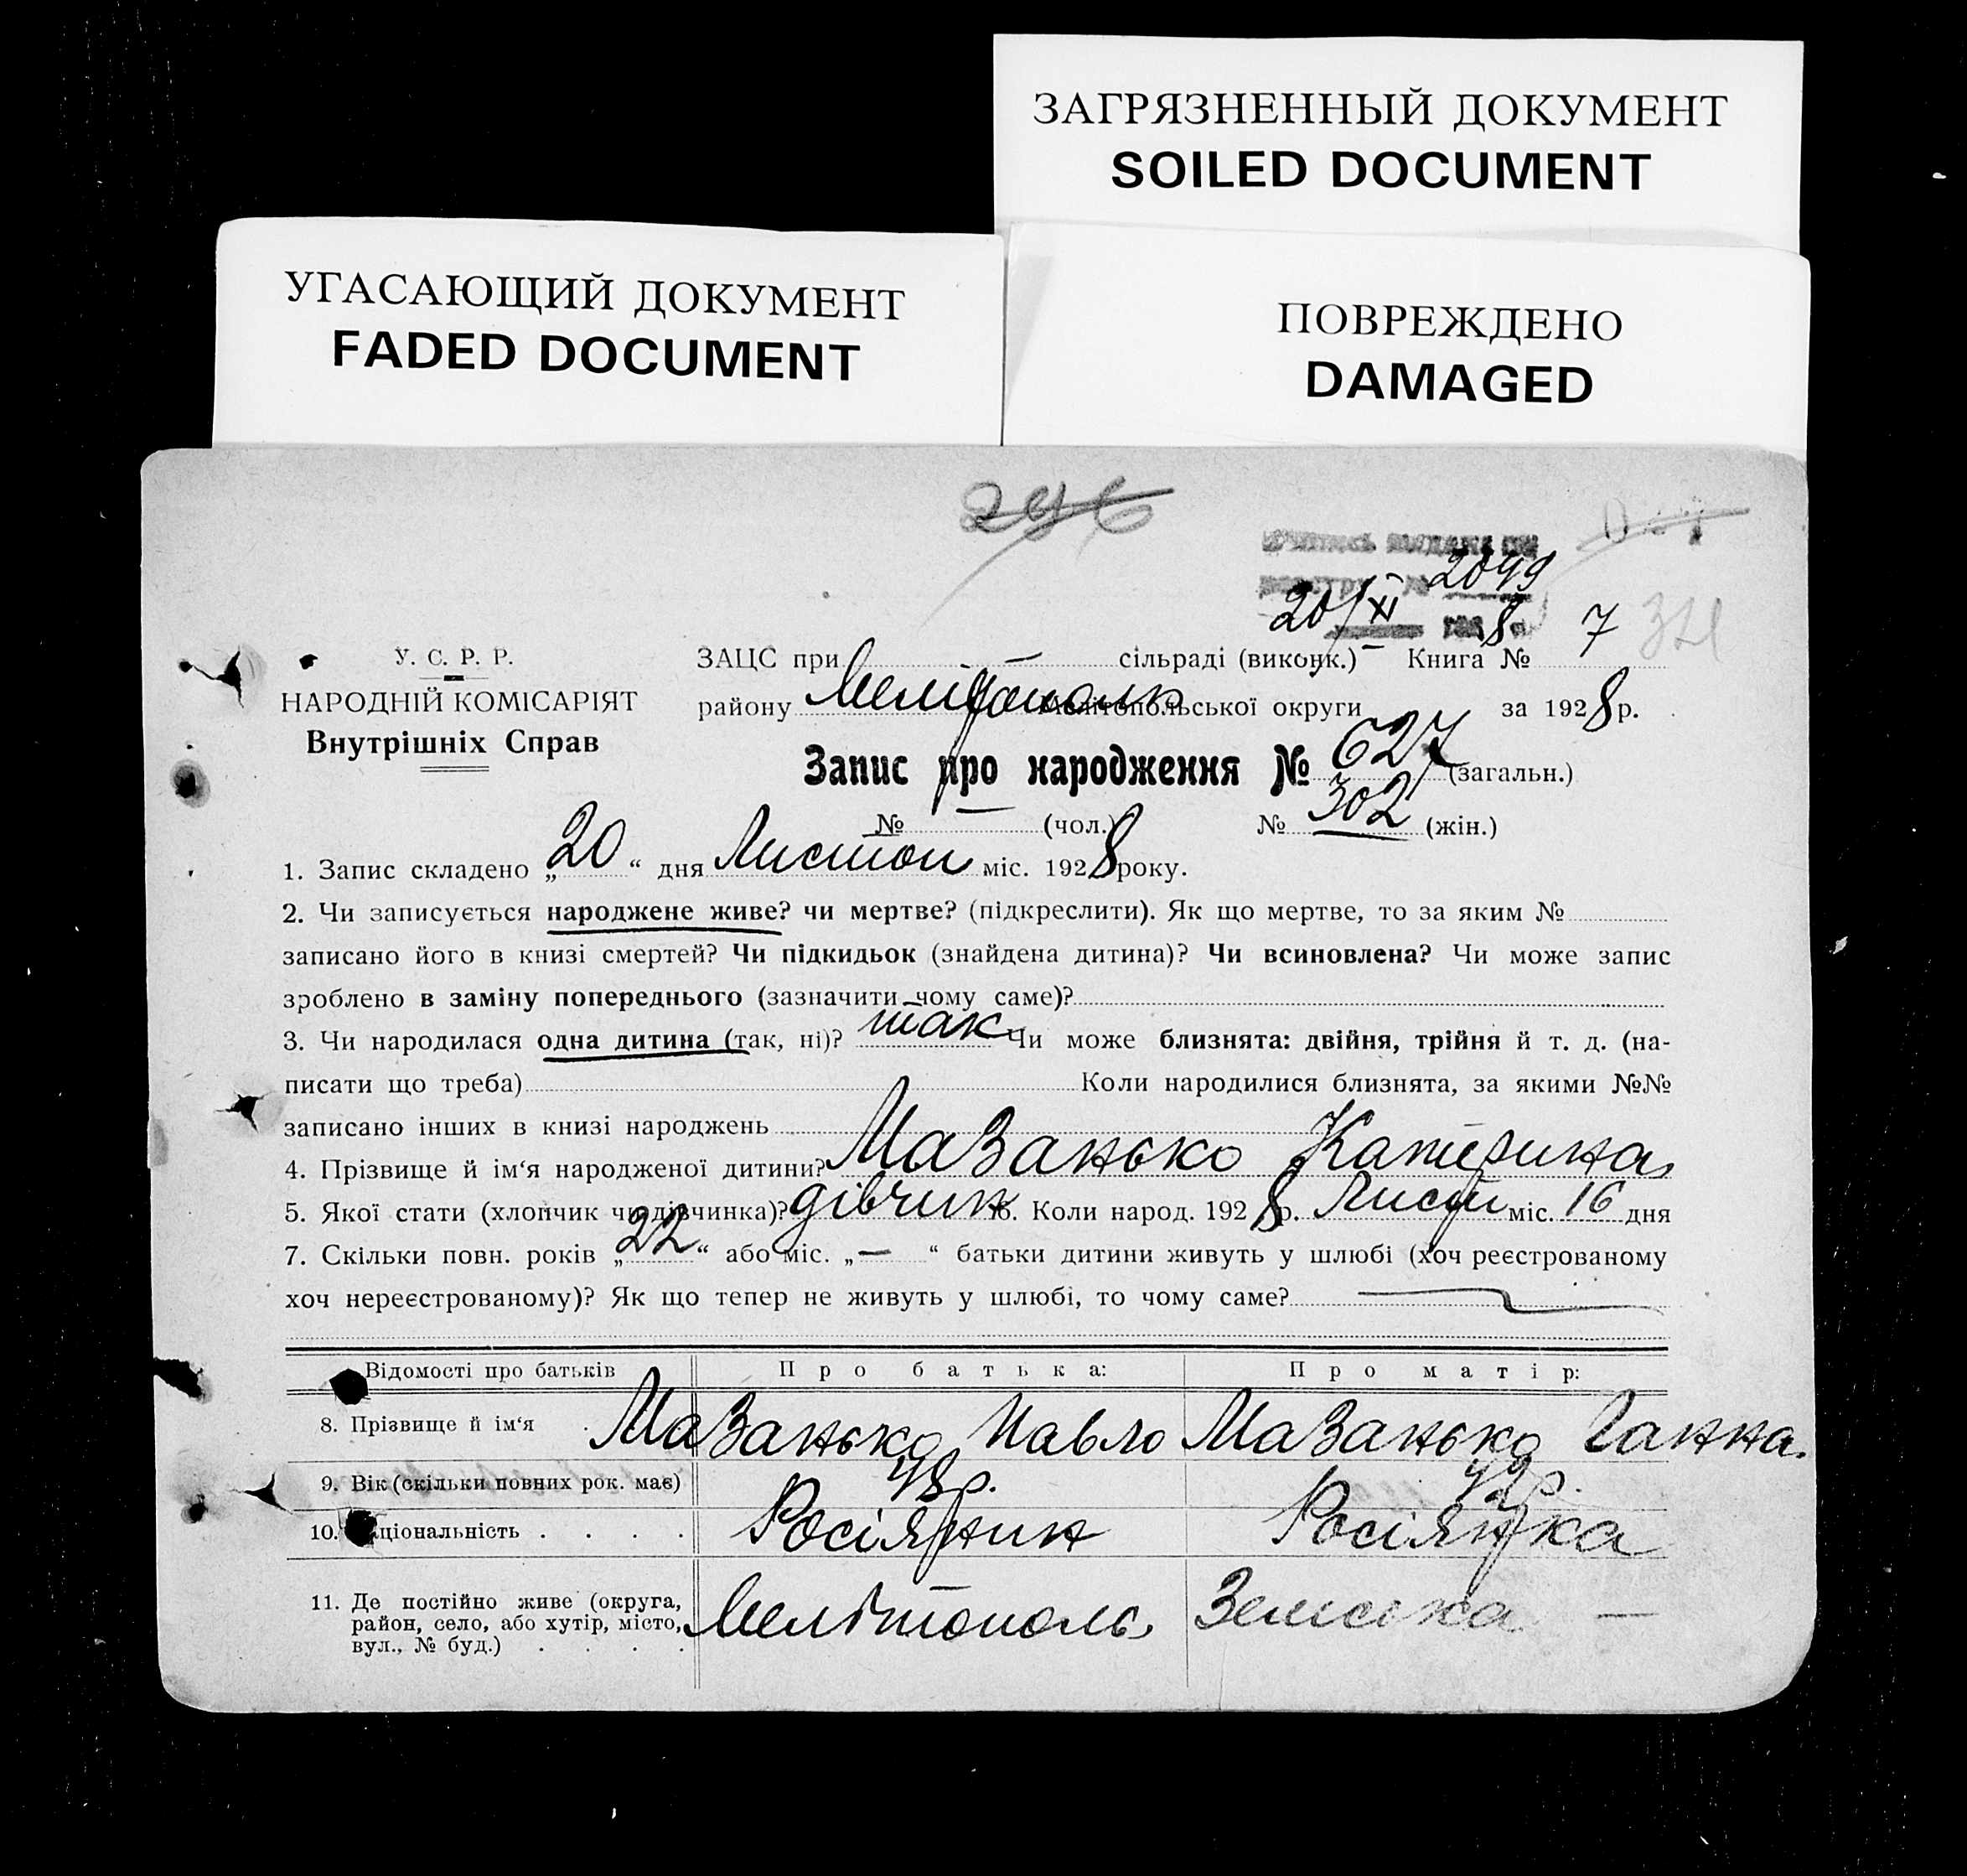 ЗАГРЯЗНЕННЫЙ ДОКУМЕНТ
SOILED DOCUMENT
УГАСАЮЩИЙ ДОКУМЕНТ
FADED DOCUMENT
ПОВРЕЖДЕНО
DAMAGED
2049
20/XI 1928 р.
У. С. Р. Р.
НАРОДНІЙ КОМІСАРІЯТ
Внутрішніх Справ
ЗАЦС при — сільраді (виконк.) — Книга № 7
району Мелітополь Мелітопольської округи за 1928 р.
Запис про народження № 627 (загальн.)
№ — (чол.) № 302 (жін.)
1. Запис складено „20“ дня Листоп міс. 1928 року.
2. Чи записується народжене живе? чи мертве? (підкреслити). Як що мертве, то за яким №
записано його в книзі смертей? Чи підкидьок (знайдена дитина)? Чи всиновлена? Чи може запис
зроблено в заміну попереднього (зазначити чому саме)?
3. Чи народилася одна дитина (так, ні)? так Чи може близнята: двійня, трійня й т. д. (на-
писати що треба) Коли народилися близнята, за якими №№
записано інших в книзі народжень
4. Прізвище й ім‘я народженої дитини? Мазанько Катерина
5. Якої стати (хлопчик чи дівчинка)? дівчин 6. Коли народ. 1928 р. Листп міс. 16 дня
7. Скільки повн. років „22“ або міс. „—“ батьки дитини живуть у шлюбі (хоч реєстрованому
хоч нереєстрованому)? Як що тепер не живуть у шлюбі, то чому саме? —
Відомості про батьків Про батька: Про матір:
8. Прізвище й ім‘я . Мазанько Павло Мазанько Ганна.
9. Вік (скільки повних рок. має) 48 р. 42 р.
10. Національність . . . . Росіянин Росіянка
11. Де постійно живе (округа,
район, село, або хутір, місто,
вул., № буд.) . . . . Мелітополь Земська —